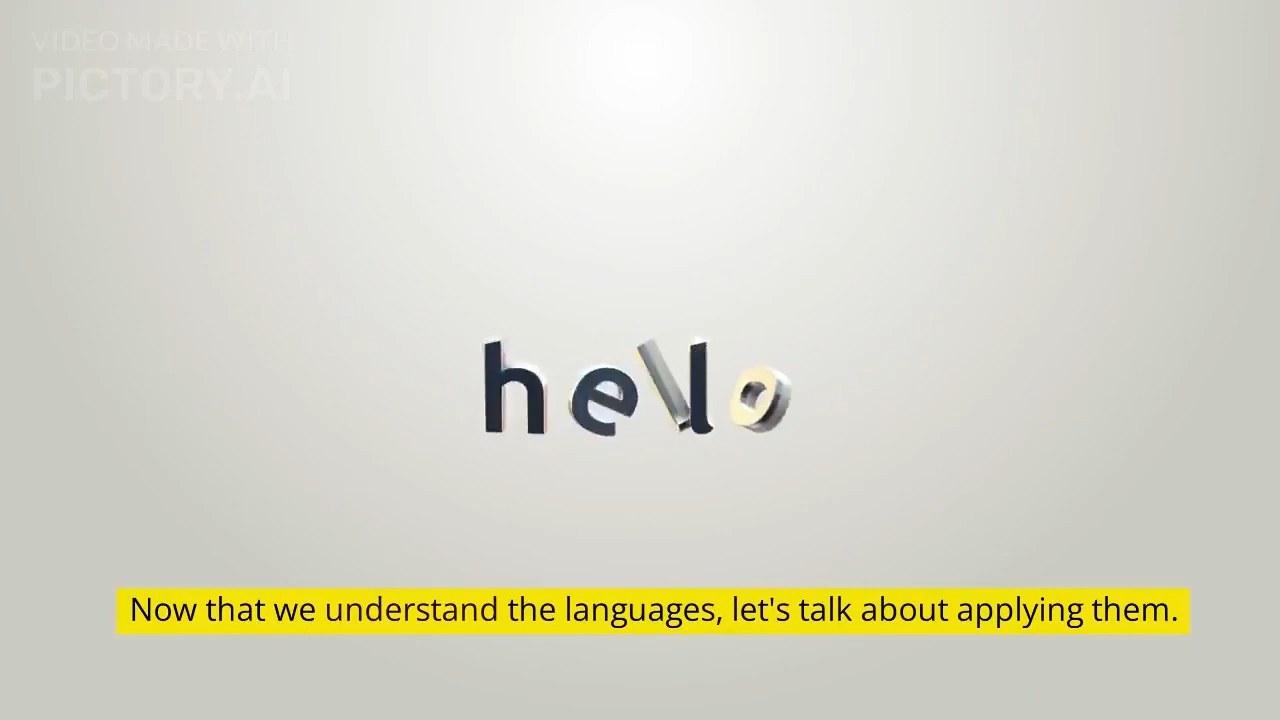 VIDEO MADE WITH
PICTORY.AI
hello
Now that we understand the languages, let's talk about applying them.